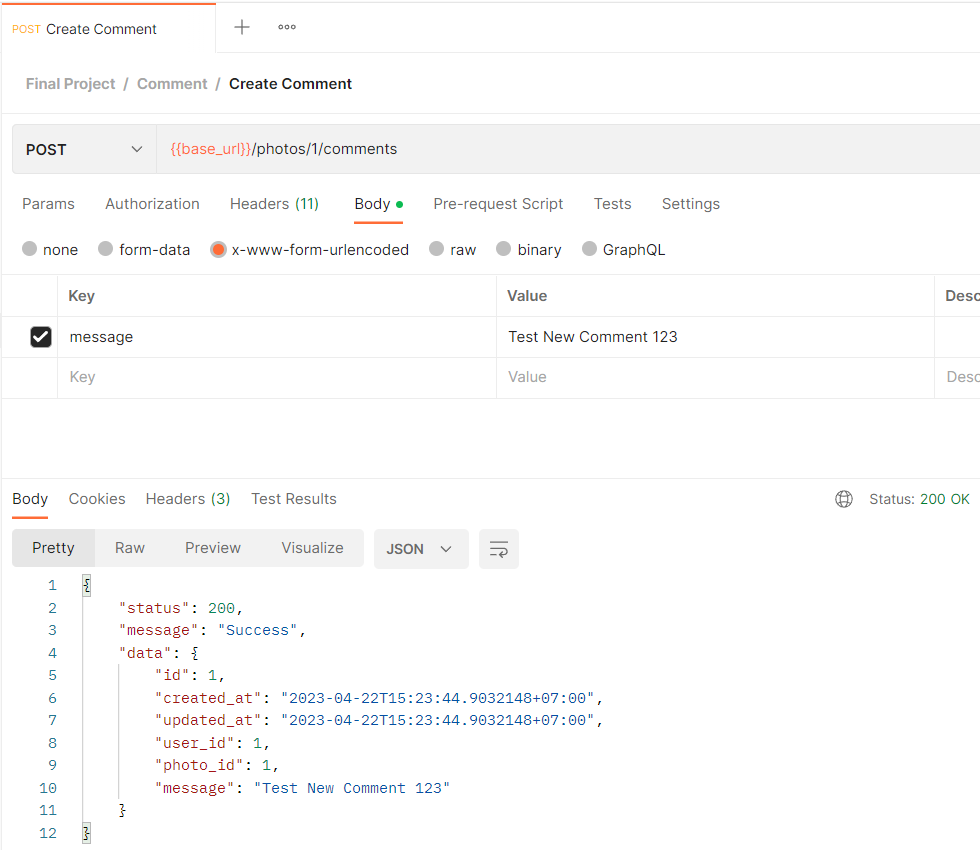 POST Create Comment
Final Project / Comment / Create Comment
POST {{base_url}}/photos/1/comments
Params Authorization Headers (11) Body Pre-request Script Tests Settings
none form-data x-www-form-urlencoded raw binary GraphQL
Key Value Desc
message Test New Comment 123
Key Value Desc
Body Cookies Headers (3) Test Results Status: 200 OK
Pretty Raw Preview Visualize JSON
1 {
2 "status": 200,
3 "message": "Success",
4 "data": {
5 "id": 1,
6 "created_at": "2023-04-22T15:23:44.9032148+07:00",
7 "updated_at": "2023-04-22T15:23:44.9032148+07:00",
8 "user_id": 1,
9 "photo_id": 1,
10 "message": "Test New Comment 123"
11 }
12 }